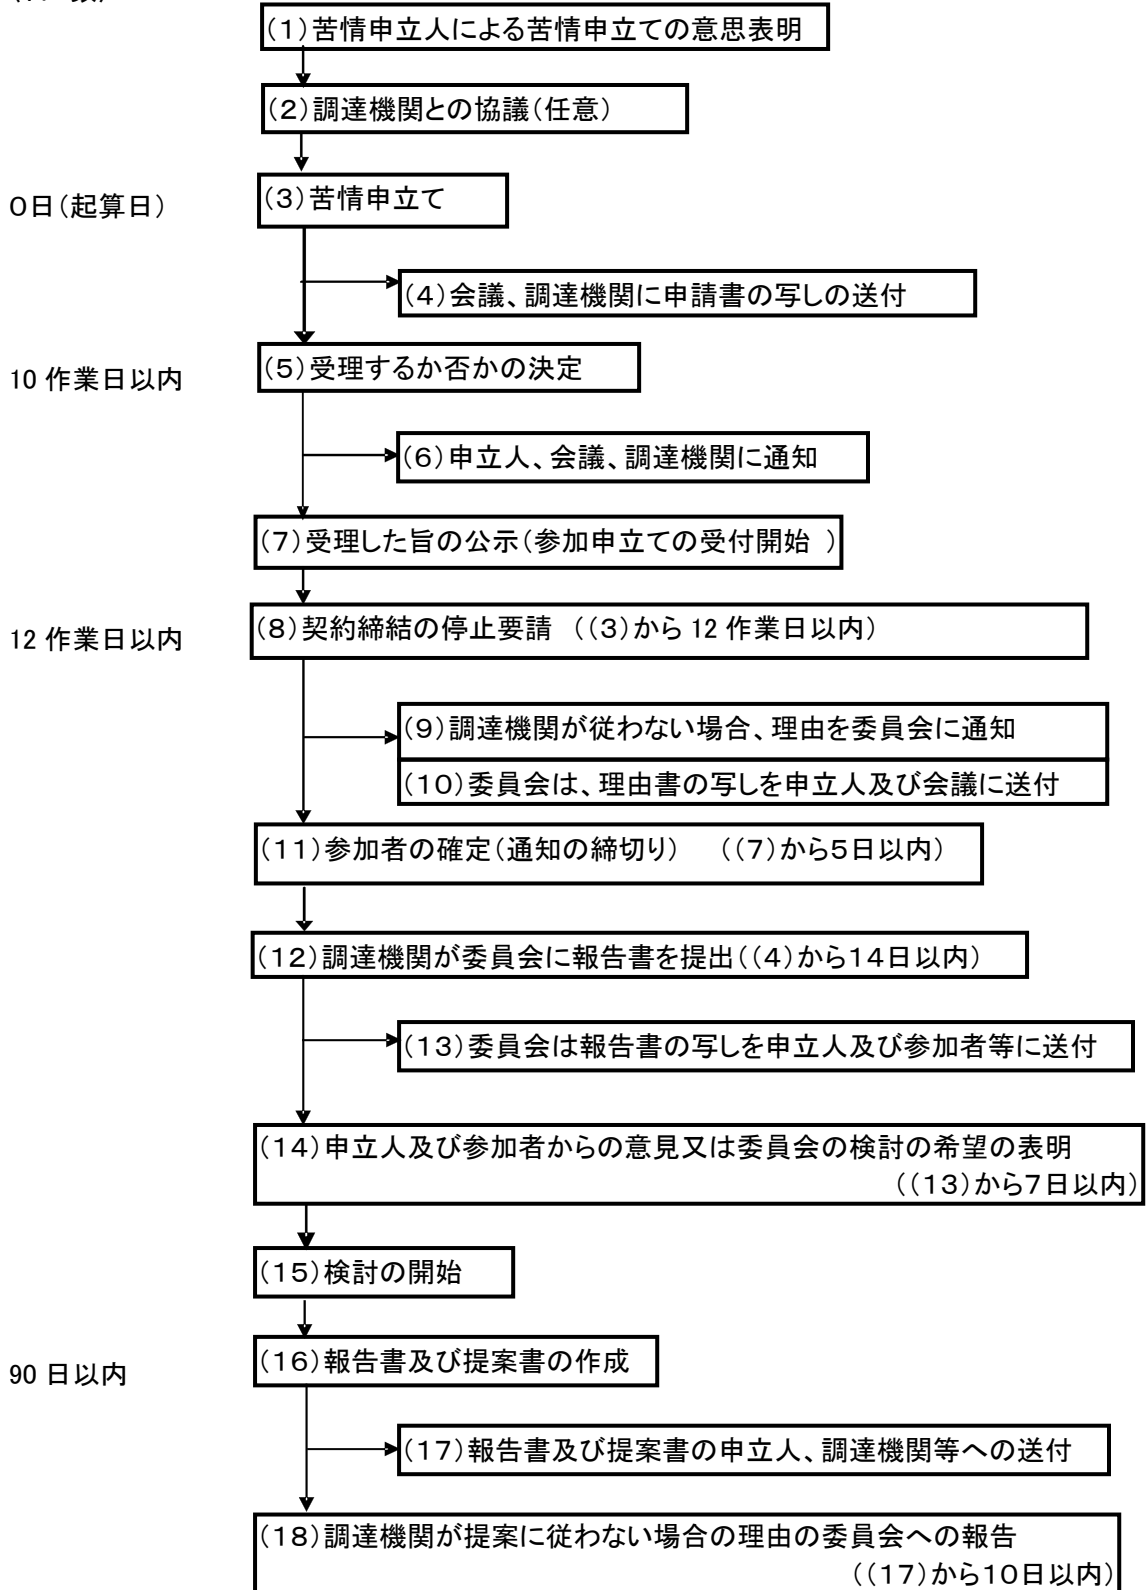 (1)苦情申立人による苦情申立ての意思表明
(2)調達機関との協議(任意)
0日(起算日)
(3)苦情申立て
(4)会議、調達機関に申請書の写しの送付
10 作業日以内
(5)受理するか否かの決定
(6)申立人、会議、調達機関に通知
(7)受理した旨の公示(参加申立ての受付開始 )
12 作業日以内
(8)契約締結の停止要請 ((3)から 12 作業日以内)
(9)調達機関が従わない場合、理由を委員会に通知
(10)委員会は、理由書の写しを申立人及び会議に送付
(11)参加者の確定(通知の締切り) ((7)から5日以内)
(12)調達機関が委員会に報告書を提出((4)から14日以内)
(13)委員会は報告書の写しを申立人及び参加者等に送付
(14)申立人及び参加者からの意見又は委員会の検討の希望の表明
((13)から7日以内)
(15)検討の開始
90 日以内
(16)報告書及び提案書の作成
(17)報告書及び提案書の申立人、調達機関等への送付
(18)調達機関が提案に従わない場合の理由の委員会への報告
((17)から10日以内)